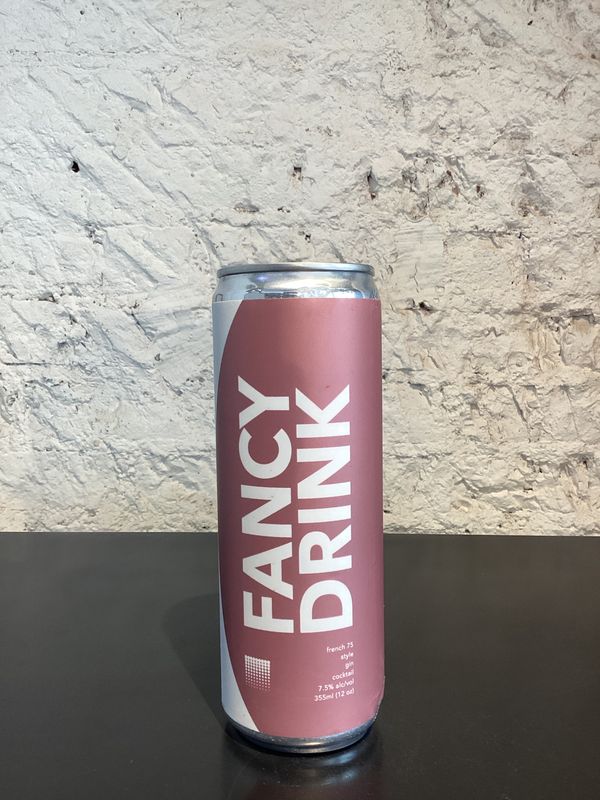 FANCY
DRINK
french 75
style
gin
cocktail
7.5% alc/vol
355ml (12 oz)